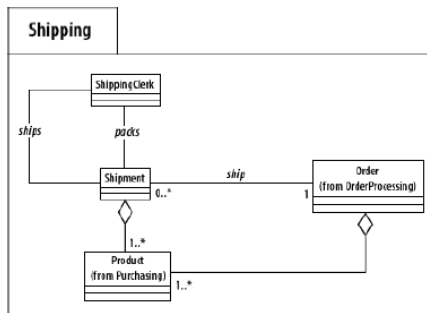 Shipping
ShippingClerk
ships
packs
Shipment
ship
Order
(from OrderProcessing)
0..*
1
1..*
Product
(from Purchasing)
1..*